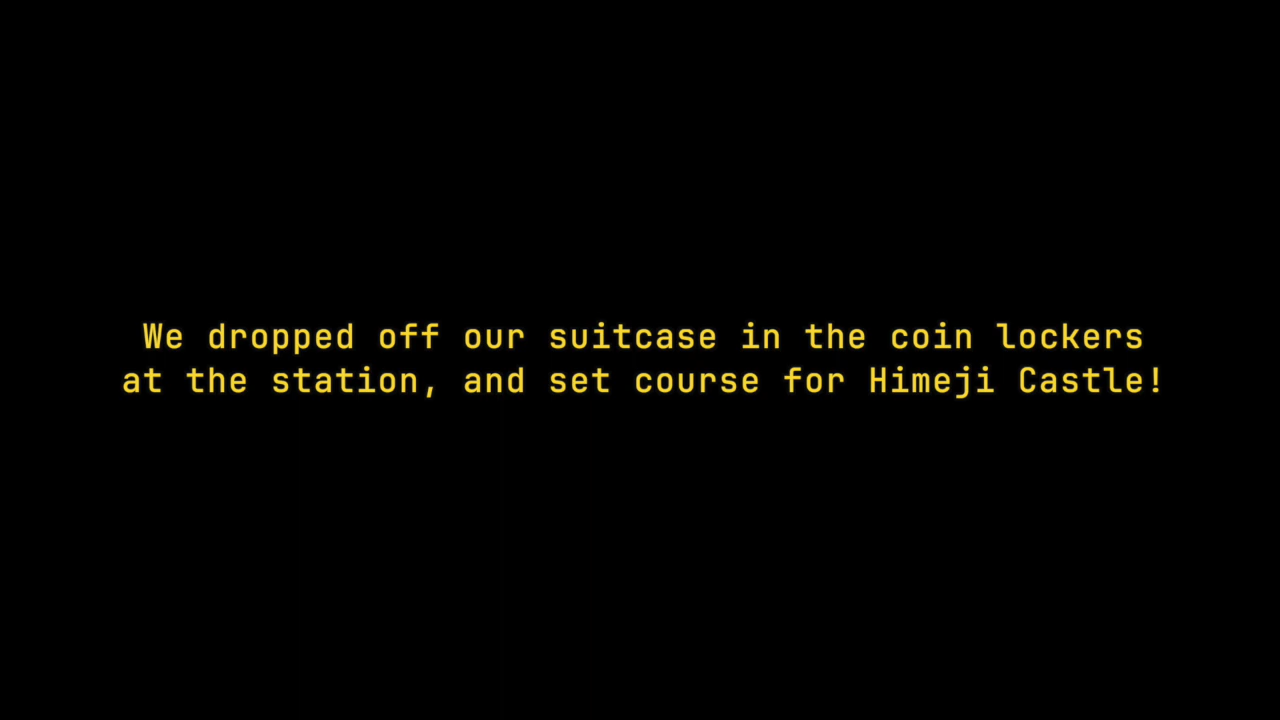 We dropped off our suitcase in the coin lockers
at the station, and set course for Himeji Castle!